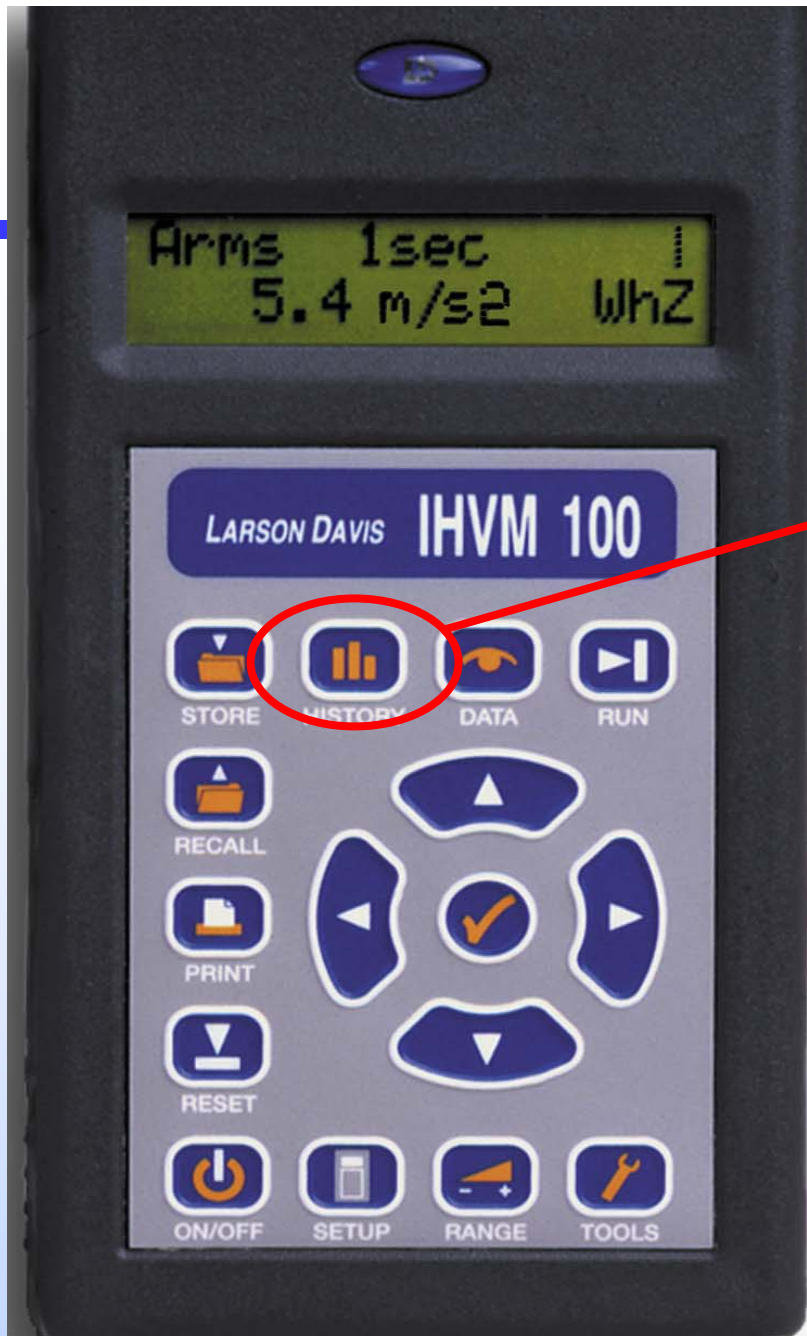 Arms 1sec
5.4 m/s2 WhZ
LARSON DAVIS IHVM 100
STORE HISTORY DATA RUN
RECALL
PRINT
RESET
ON/OFF SETUP RANGE TOOLS